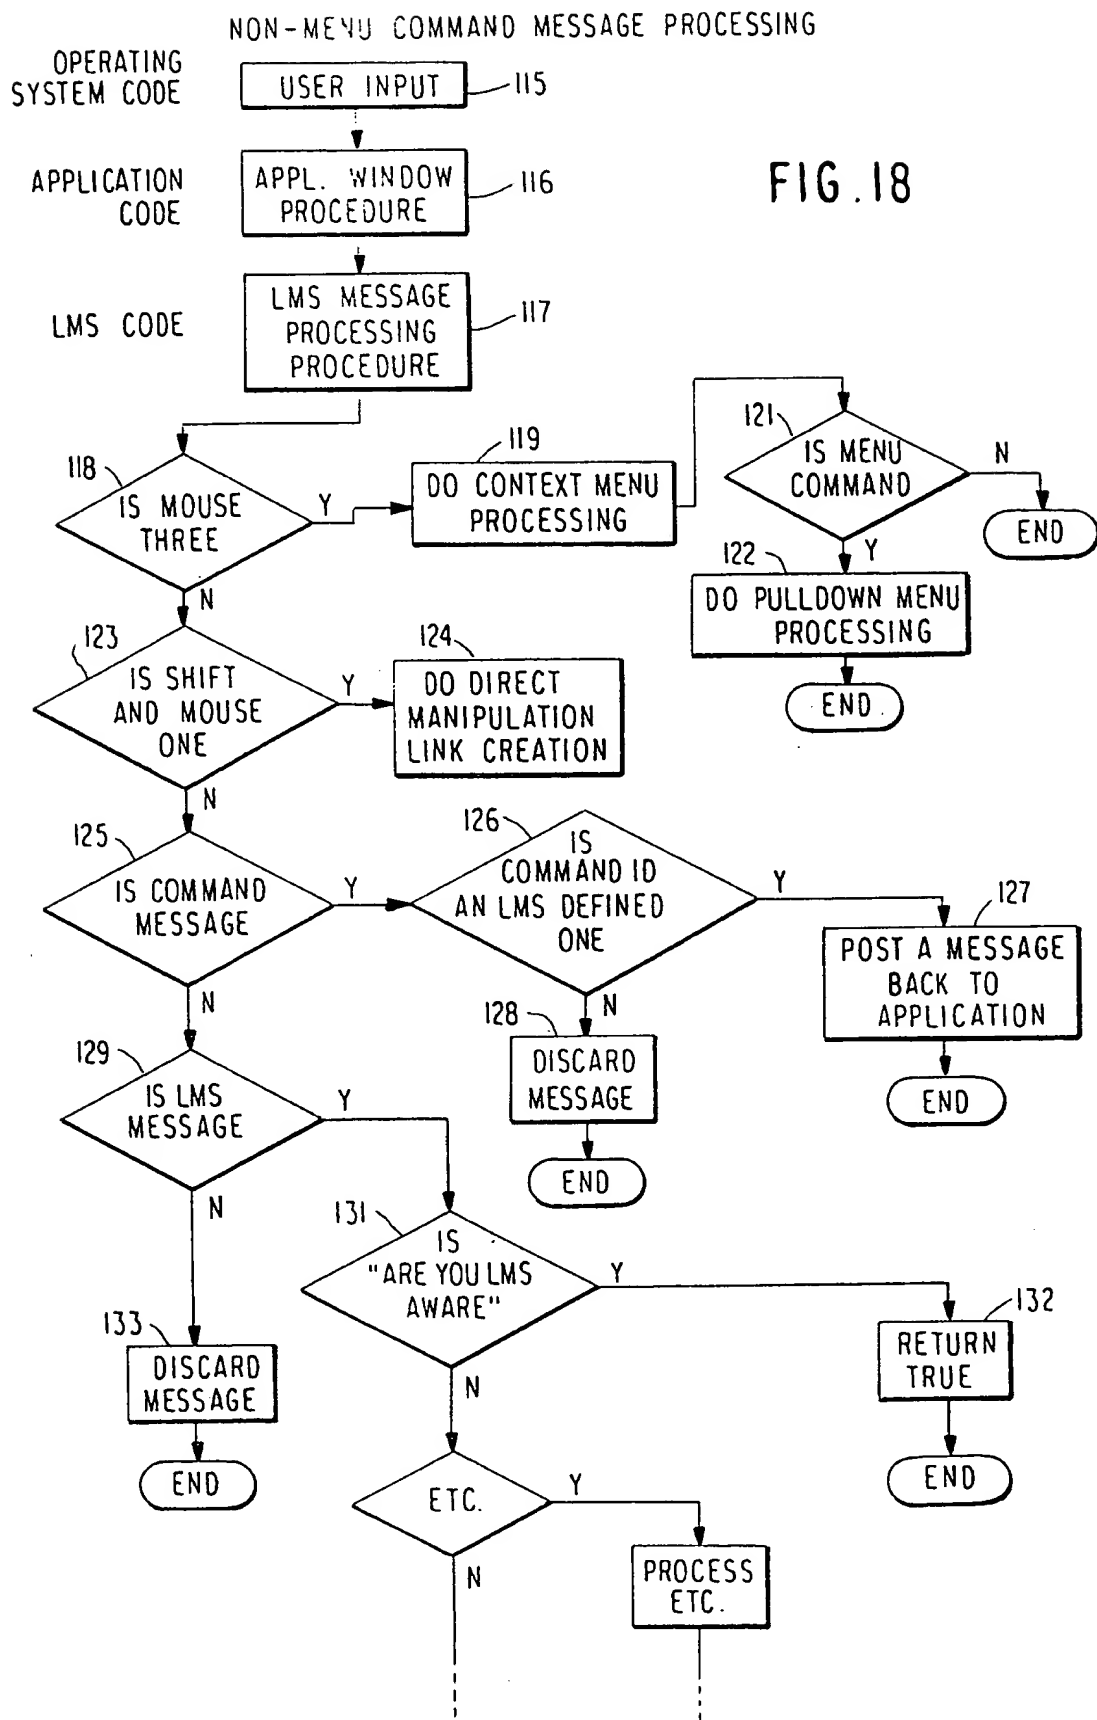 NON-MENU COMMAND MESSAGE PROCESSING
OPERATING
SYSTEM CODE
USER INPUT
115
APPLICATION
CODE
APPL. WINDOW
PROCEDURE
116
FIG.18
LMS CODE
LMS MESSAGE
PROCESSING
PROCEDURE
117
118
IS MOUSE
THREE
Y
N
119
DO CONTEXT MENU
PROCESSING
121
IS MENU
COMMAND
N
END
Y
122
DO PULLDOWN MENU
PROCESSING
END
123
IS SHIFT
AND MOUSE
ONE
Y
N
124
DO DIRECT
MANIPULATION
LINK CREATION
125
IS COMMAND
MESSAGE
Y
N
126
IS
COMMAND ID
AN LMS DEFINED
ONE
Y
N
127
POST A MESSAGE
BACK TO
APPLICATION
END
128
DISCARD
MESSAGE
END
129
IS LMS
MESSAGE
Y
N
131
IS
"ARE YOU LMS
AWARE"
Y
N
132
RETURN
TRUE
END
133
DISCARD
MESSAGE
END
ETC.
Y
N
PROCESS
ETC.